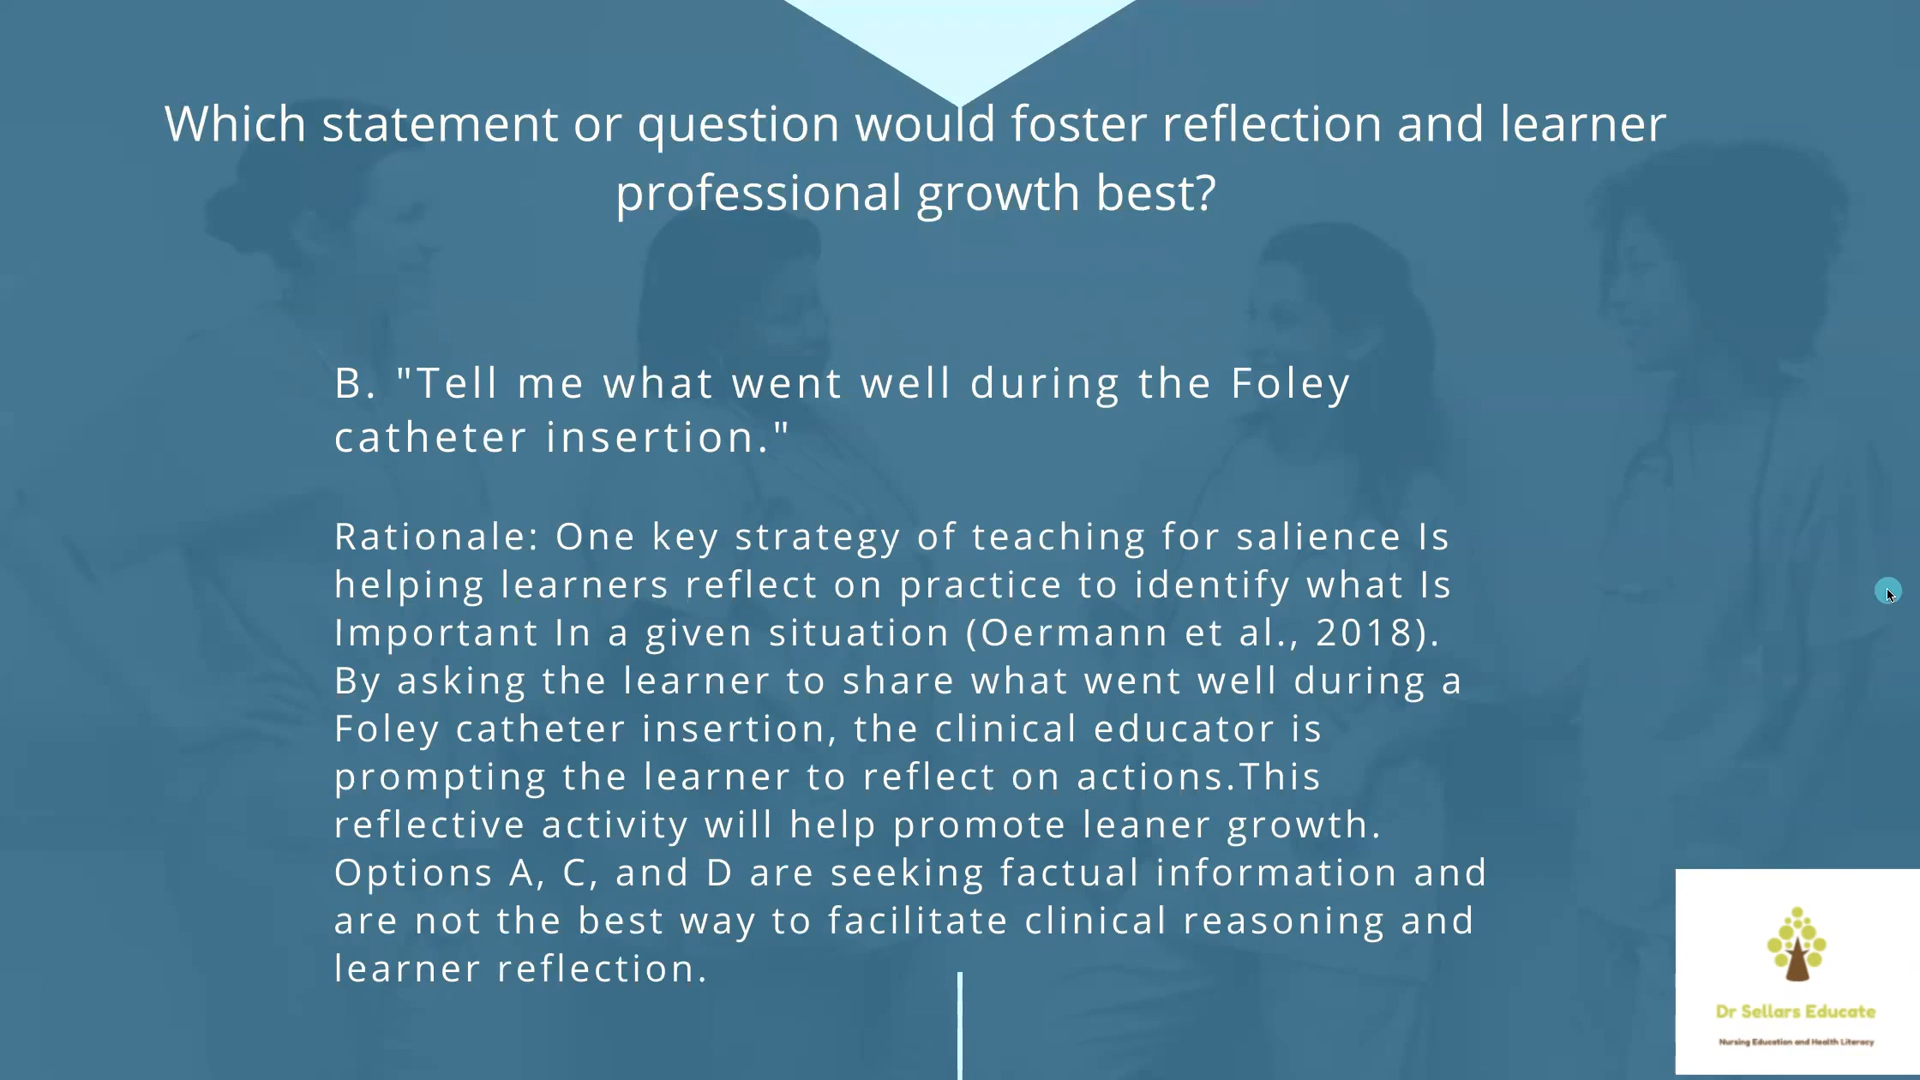 Which statement or question would foster reflection and learner
professional growth best?
B. "Tell me what went well during the Foley
catheter insertion."
Rationale: One key strategy of teaching for salience Is
helping learners reflect on practice to identify what Is
Important In a given situation (Oermann et al., 2018).
By asking the learner to share what went well during a
Foley catheter insertion, the clinical educator is
prompting the learner to reflect on actions.This
reflective activity will help promote leaner growth.
Options A, C, and D are seeking factual information and
are not the best way to facilitate clinical reasoning and
learner reflection.
Dr Sellars Educate
Nursing Education and Health Literacy